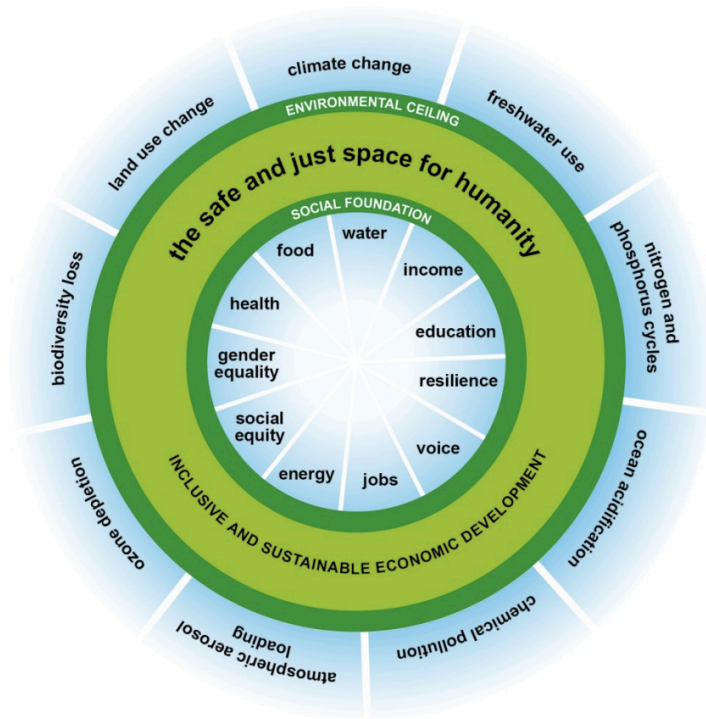 climate change
freshwater use
nitrogen and
phosphorus cycles
ocean acidification
chemical pollution
atmospheric aerosol
loading
ozone depletion
biodiversity loss
land use change
ENVIRONMENTAL CEILING
the safe and just space for humanity
SOCIAL FOUNDATION
water
income
education
resilience
voice
jobs
energy
social
equity
gender
equality
health
food
INCLUSIVE AND SUSTAINABLE ECONOMIC DEVELOPMENT